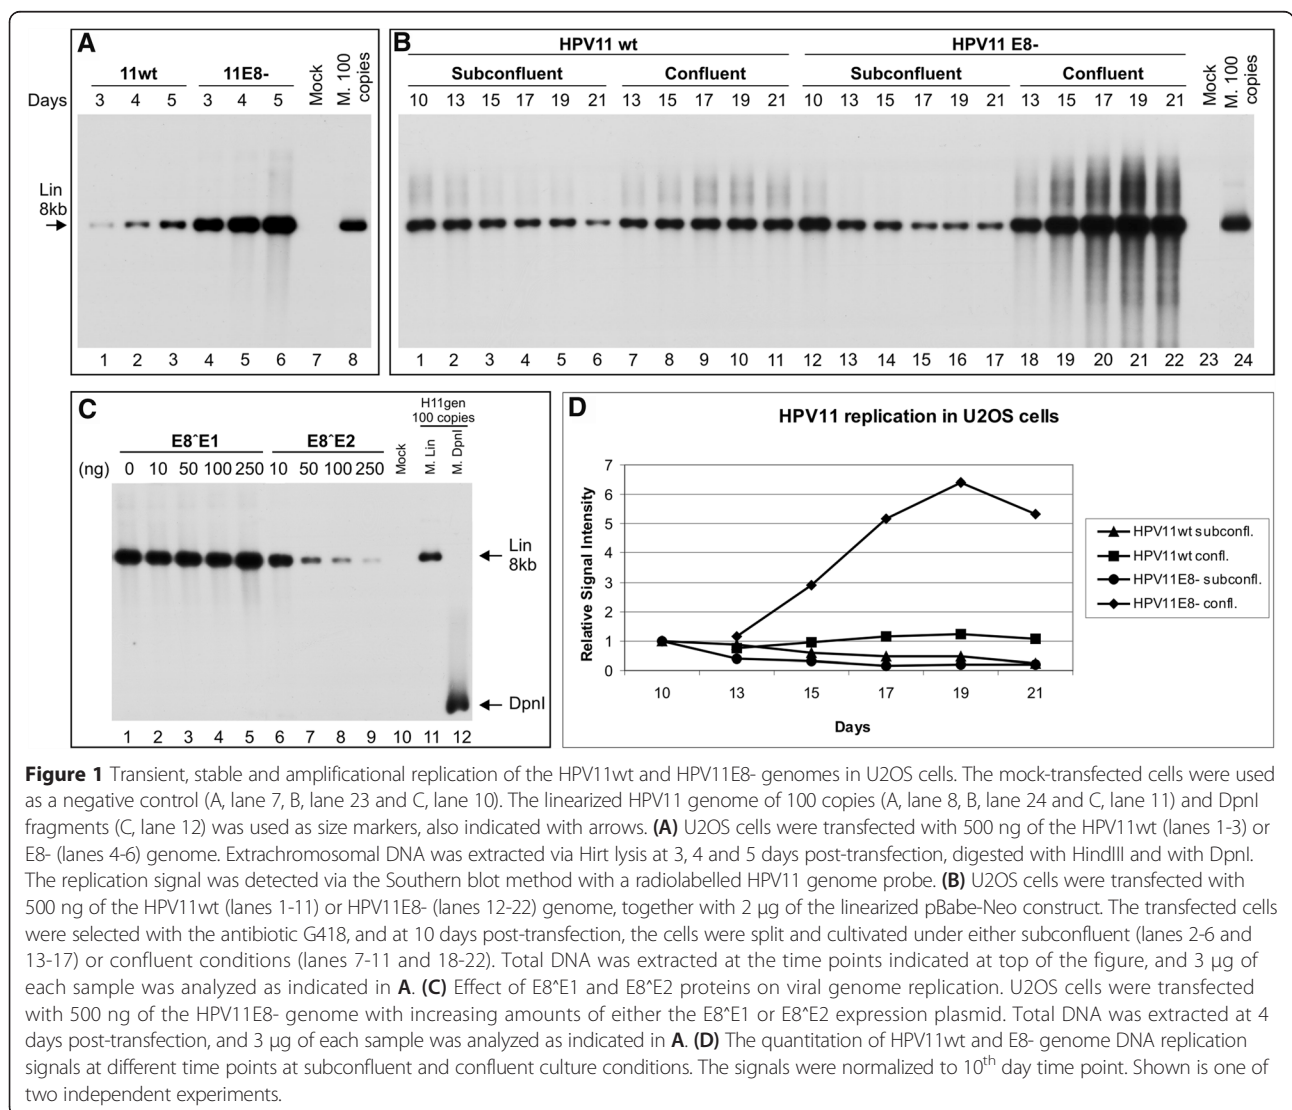 A
11wt 11E8-
Days 3 4 5 3 4 5 Mock M. 100 copies
Lin
8kb
1 2 3 4 5 6 7 8
B
HPV11 wt HPV11 E8-
Subconfluent Confluent Subconfluent Confluent
10 13 15 17 19 21 13 15 17 19 21 10 13 15 17 19 21 13 15 17 19 21 Mock M. 100 copies
1 2 3 4 5 6 7 8 9 10 11 12 13 14 15 16 17 18 19 20 21 22 23 24
C
H11gen
100 copies
E8^E1 E8^E2 Mock M. Lin M. DpnI
(ng) 0 10 50 100 250 10 50 100 250
Lin
8kb
DpnI
1 2 3 4 5 6 7 8 9 10 11 12
D
HPV11 replication in U2OS cells
Relative Signal Intensity
7
6
5
4
3
2
1
0
10 13 15 17 19 21
Days
HPV11wt subconfl.
HPV11wt confl.
HPV11E8- subconfl.
HPV11E8- confl.
Figure 1 Transient, stable and amplificational replication of the HPV11wt and HPV11E8- genomes in U2OS cells. The mock-transfected cells were used
as a negative control (A, lane 7, B, lane 23 and C, lane 10). The linearized HPV11 genome of 100 copies (A, lane 8, B, lane 24 and C, lane 11) and DpnI
fragments (C, lane 12) was used as size markers, also indicated with arrows. (A) U2OS cells were transfected with 500 ng of the HPV11wt (lanes 1-3) or
E8- (lanes 4-6) genome. Extrachromosomal DNA was extracted via Hirt lysis at 3, 4 and 5 days post-transfection, digested with HindIII and with DpnI.
The replication signal was detected via the Southern blot method with a radiolabelled HPV11 genome probe. (B) U2OS cells were transfected with
500 ng of the HPV11wt (lanes 1-11) or HPV11E8- (lanes 12-22) genome, together with 2 μg of the linearized pBabe-Neo construct. The transfected cells
were selected with the antibiotic G418, and at 10 days post-transfection, the cells were split and cultivated under either subconfluent (lanes 2-6 and
13-17) or confluent conditions (lanes 7-11 and 18-22). Total DNA was extracted at the time points indicated at top of the figure, and 3 μg of
each sample was analyzed as indicated in A. (C) Effect of E8^E1 and E8^E2 proteins on viral genome replication. U2OS cells were transfected
with 500 ng of the HPV11E8- genome with increasing amounts of either the E8^E1 or E8^E2 expression plasmid. Total DNA was extracted at 4
days post-transfection, and 3 μg of each sample was analyzed as indicated in A. (D) The quantitation of HPV11wt and E8- genome DNA replication
signals at different time points at subconfluent and confluent culture conditions. The signals were normalized to 10th day time point. Shown is one of
two independent experiments.